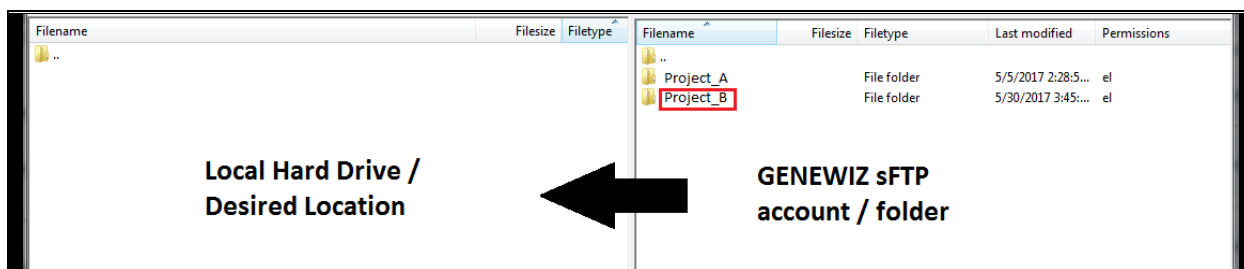 Filename Filesize Filetype
..
Filename Filesize Filetype Last modified Permissions
..
Project_A File folder 5/5/2017 2:28:5... el
Project_B File folder 5/30/2017 3:45:... el
Local Hard Drive /
Desired Location
GENEWIZ sFTP
account / folder